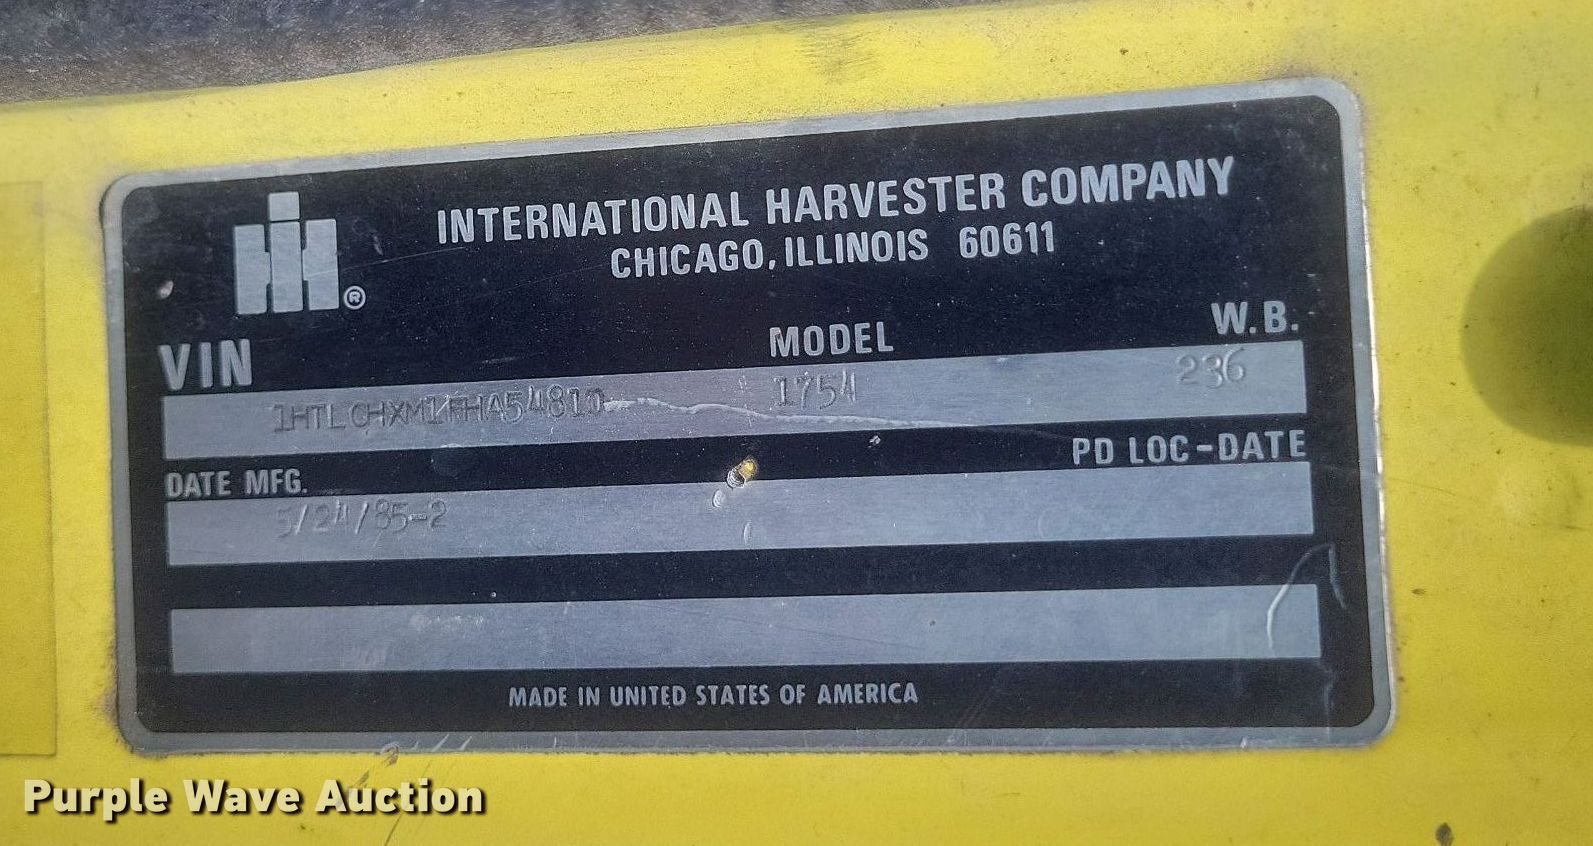 INTERNATIONAL HARVESTER COMPANY
CHICAGO, ILLINOIS 60611
®
VIN MODEL W.B.
1HTLCHXM1FHA54810 1754 236
DATE MFG. PD LOC-DATE
5/24/85-2
MADE IN UNITED STATES OF AMERICA
Purple Wave Auction